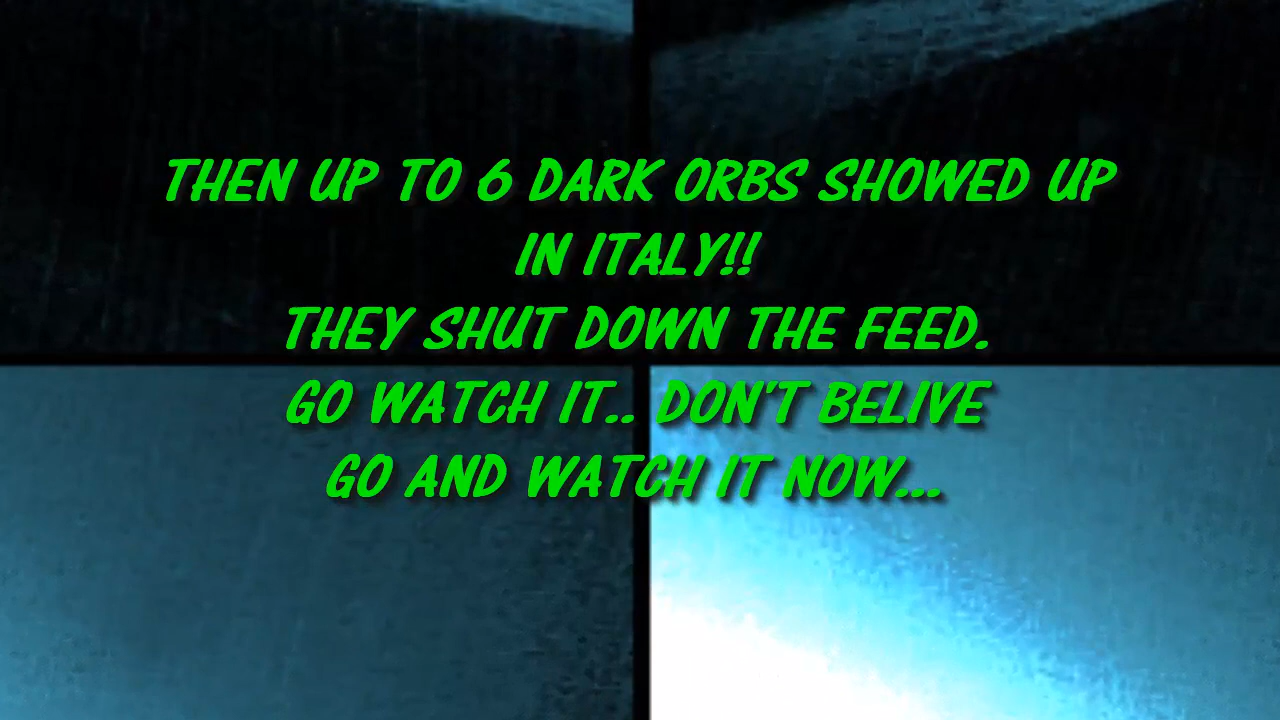 THEN UP TO 6 DARK ORBS SHOWED UP
IN ITALY!!
THEY SHUT DOWN THE FEED.
GO WATCH IT.. DON'T BELIVE
GO AND WATCH IT NOW...